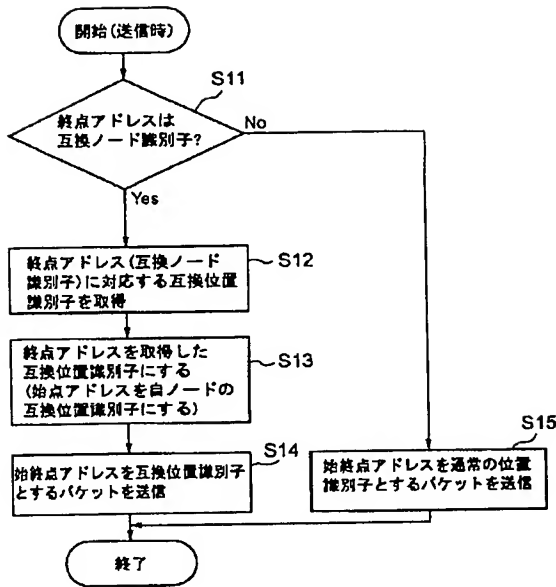 開始(送信時)
S11
終点アドレスは
互換ノード識別子?
No
Yes
終点アドレス(互換ノード
識別子)に対応する互換位置
識別子を取得
S12
終点アドレスを取得した
互換位置識別子にする
(始点アドレスを自ノードの
互換位置識別子にする)
S13
始終点アドレスを互換位置識別子
とするパケットを送信
S14
始終点アドレスを通常の位置
識別子とするパケットを送信
S15
終了